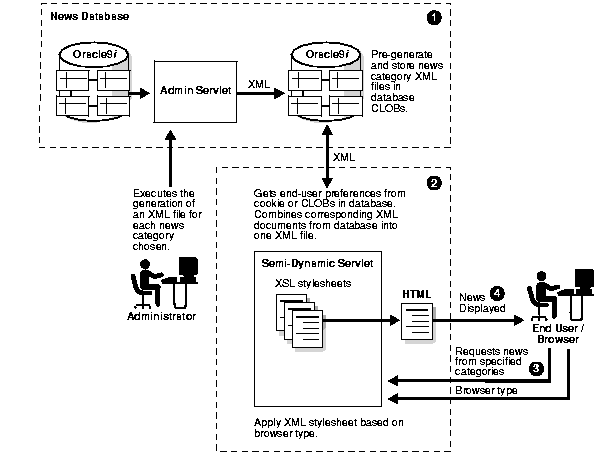 News Database
1
Oracle9i
Admin Servlet
XML
Oracle9i
Pre-generate
and store news
category XML
files in
database
CLOBs.
XML
Executes the
generation of
an XML file for
each news
category
chosen.
Administrator
2
Gets end-user preferences from
cookie or CLOBs in database.
Combines corresponding XML
documents from database into
one XML file.
Semi-Dynamic Servlet
XSL stylesheets
HTML
News 4
Displayed
End User /
Browser
Requests news
from specified 3
categories
Browser type
Apply XML stylesheet based on
browser type.